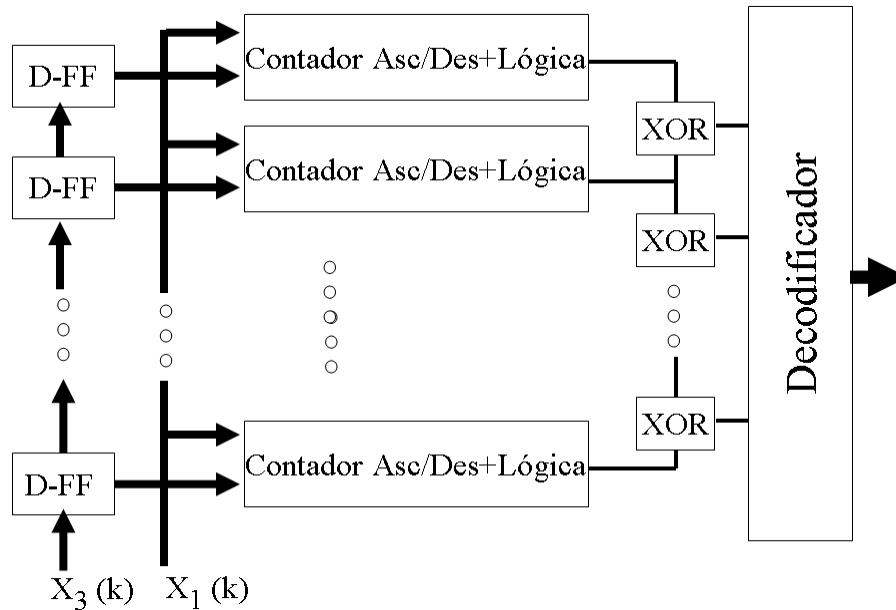 Contador Asc/Des+Lógica
D-FF
XOR
Contador Asc/Des+Lógica
D-FF
XOR
Decodificador
XOR
Contador Asc/Des+Lógica
D-FF
X3 (k)
X1 (k)